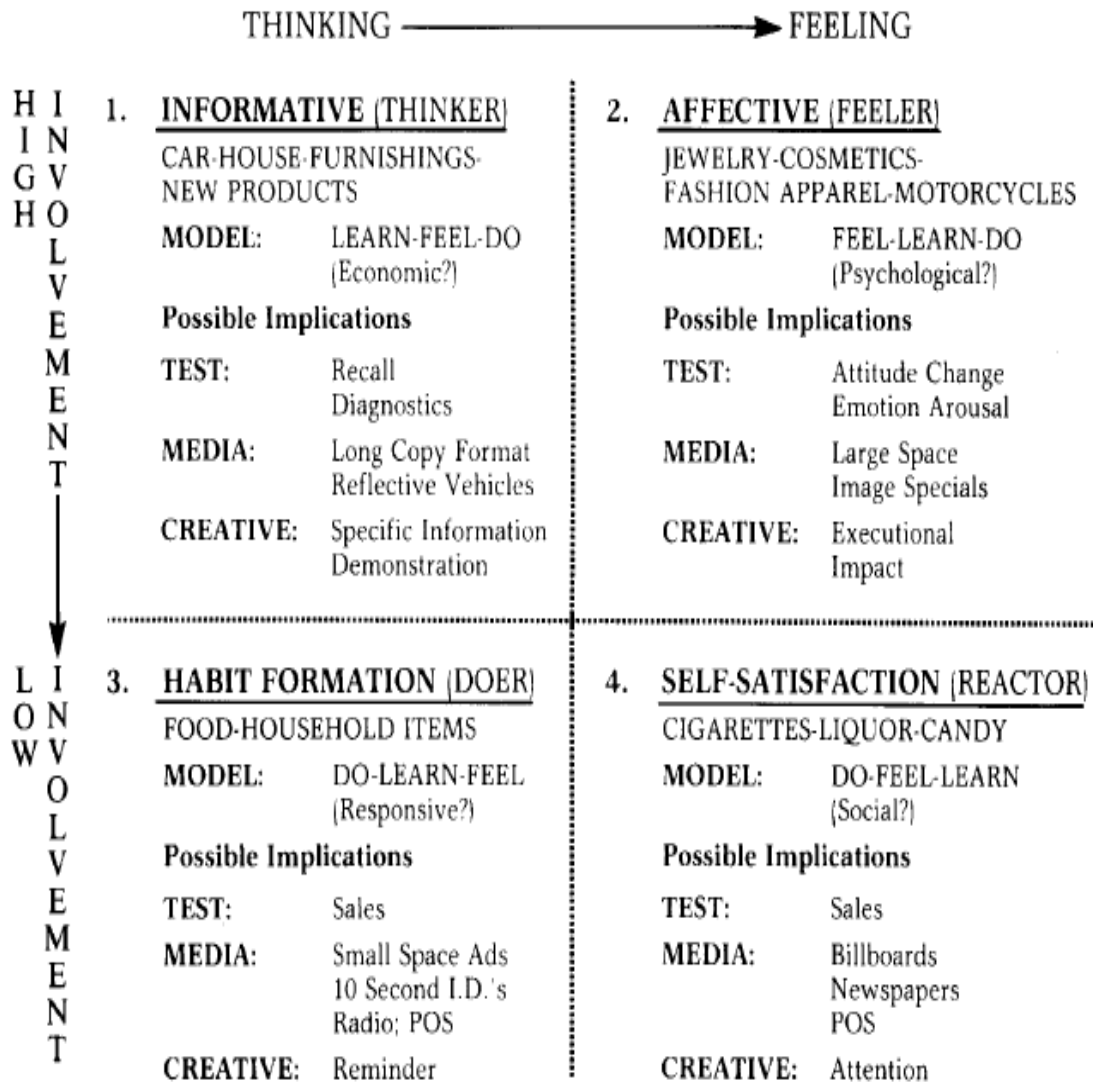 THINKING FEELING
HIGH INVOLVEMENT
1. INFORMATIVE (THINKER)
CAR-HOUSE-FURNISHINGS-
NEW PRODUCTS
MODEL: LEARN-FEEL-DO
(Economic?)
Possible Implications
TEST: Recall
Diagnostics
MEDIA: Long Copy Format
Reflective Vehicles
CREATIVE: Specific Information
Demonstration
2. AFFECTIVE (FEELER)
JEWELRY-COSMETICS-
FASHION APPAREL-MOTORCYCLES
MODEL: FEEL-LEARN-DO
(Psychological?)
Possible Implications
TEST: Attitude Change
Emotion Arousal
MEDIA: Large Space
Image Specials
CREATIVE: Executional
Impact
LOW INVOLVEMENT
3. HABIT FORMATION (DOER)
FOOD-HOUSEHOLD ITEMS
MODEL: DO-LEARN-FEEL
(Responsive?)
Possible Implications
TEST: Sales
MEDIA: Small Space Ads
10 Second I.D.'s
Radio; POS
CREATIVE: Reminder
4. SELF-SATISFACTION (REACTOR)
CIGARETTES-LIQUOR-CANDY
MODEL: DO-FEEL-LEARN
(Social?)
Possible Implications
TEST: Sales
MEDIA: Billboards
Newspapers
POS
CREATIVE: Attention